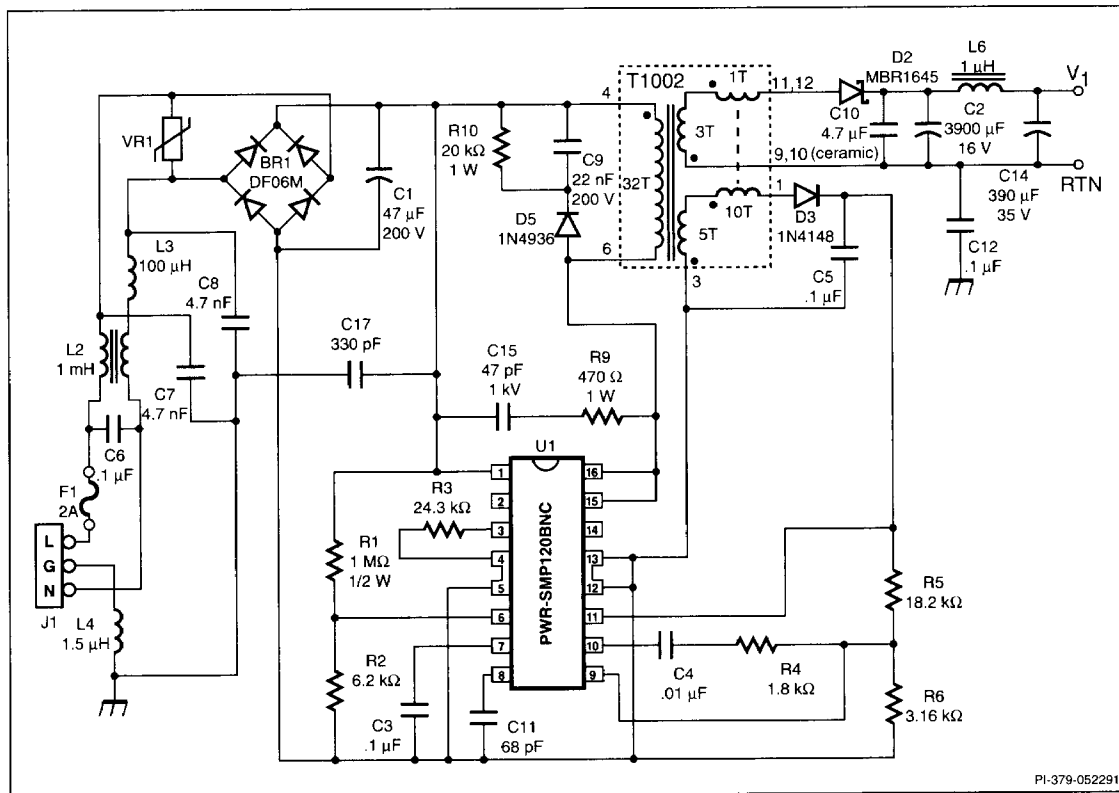 T1002
1T
11,12
D2
MBR1645
L6
1 µH
V1
4
VR1
BR1
DF06M
C1
47 µF
200 V
R10
20 kΩ
1 W
C9
22 nF
200 V
32T
3T
C10
4.7 µF
9,10 (ceramic)
C2
3900 µF
16 V
RTN
C14
390 µF
35 V
D5
1N4936
6
5T
10T
1
D3
1N4148
3
C5
.1 µF
C12
.1 µF
L3
100 µH
C8
4.7 nF
L2
1 mH
C7
4.7 nF
C6
.1 µF
C17
330 pF
C15
47 pF
1 kV
R9
470 Ω
1 W
F1
2A
L
G
N
J1
L4
1.5 µH
U1
PWR-SMP120BNC
1
2
3
4
5
6
7
8
16
15
14
13
12
11
10
9
R3
24.3 kΩ
R1
1 MΩ
1/2 W
R2
6.2 kΩ
C3
.1 µF
C11
68 pF
C4
.01 µF
R4
1.8 kΩ
R5
18.2 kΩ
R6
3.16 kΩ
PI-379-052291